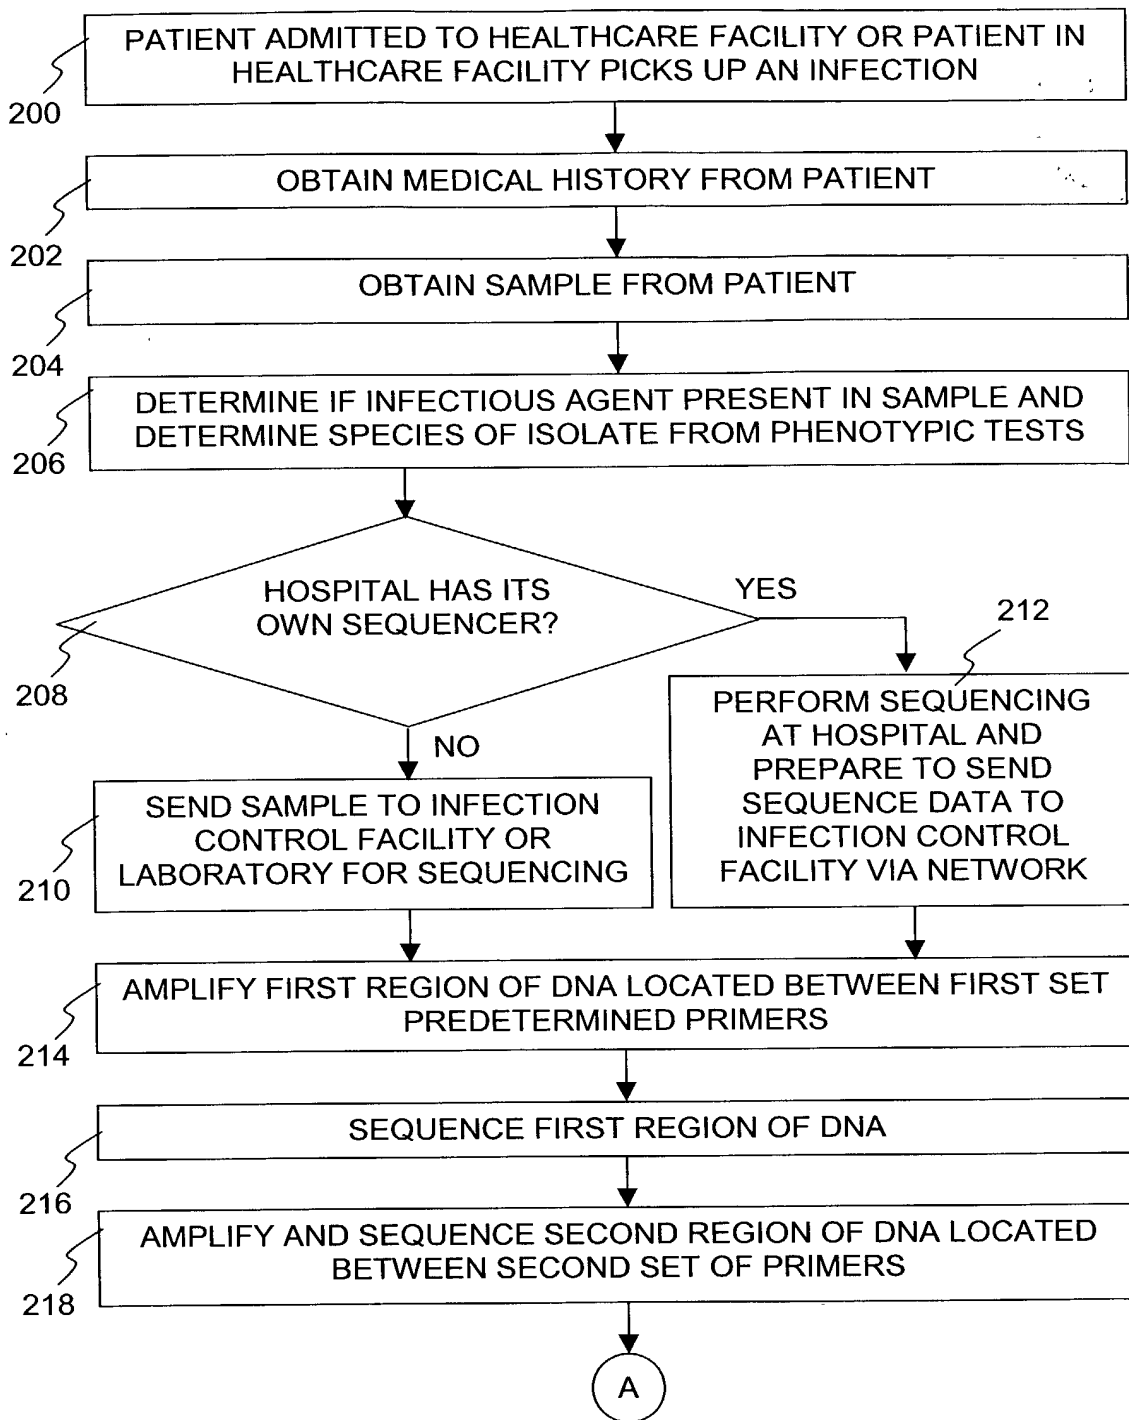 PATIENT ADMITTED TO HEALTHCARE FACILITY OR PATIENT IN
HEALTHCARE FACILITY PICKS UP AN INFECTION
200
OBTAIN MEDICAL HISTORY FROM PATIENT
202
OBTAIN SAMPLE FROM PATIENT
204
DETERMINE IF INFECTIOUS AGENT PRESENT IN SAMPLE AND
DETERMINE SPECIES OF ISOLATE FROM PHENOTYPIC TESTS
206
HOSPITAL HAS ITS
OWN SEQUENCER?
208
YES
NO
212
PERFORM SEQUENCING
AT HOSPITAL AND
PREPARE TO SEND
SEQUENCE DATA TO
INFECTION CONTROL
FACILITY VIA NETWORK
SEND SAMPLE TO INFECTION
CONTROL FACILITY OR
LABORATORY FOR SEQUENCING
210
AMPLIFY FIRST REGION OF DNA LOCATED BETWEEN FIRST SET
PREDETERMINED PRIMERS
214
SEQUENCE FIRST REGION OF DNA
216
AMPLIFY AND SEQUENCE SECOND REGION OF DNA LOCATED
BETWEEN SECOND SET OF PRIMERS
218
A